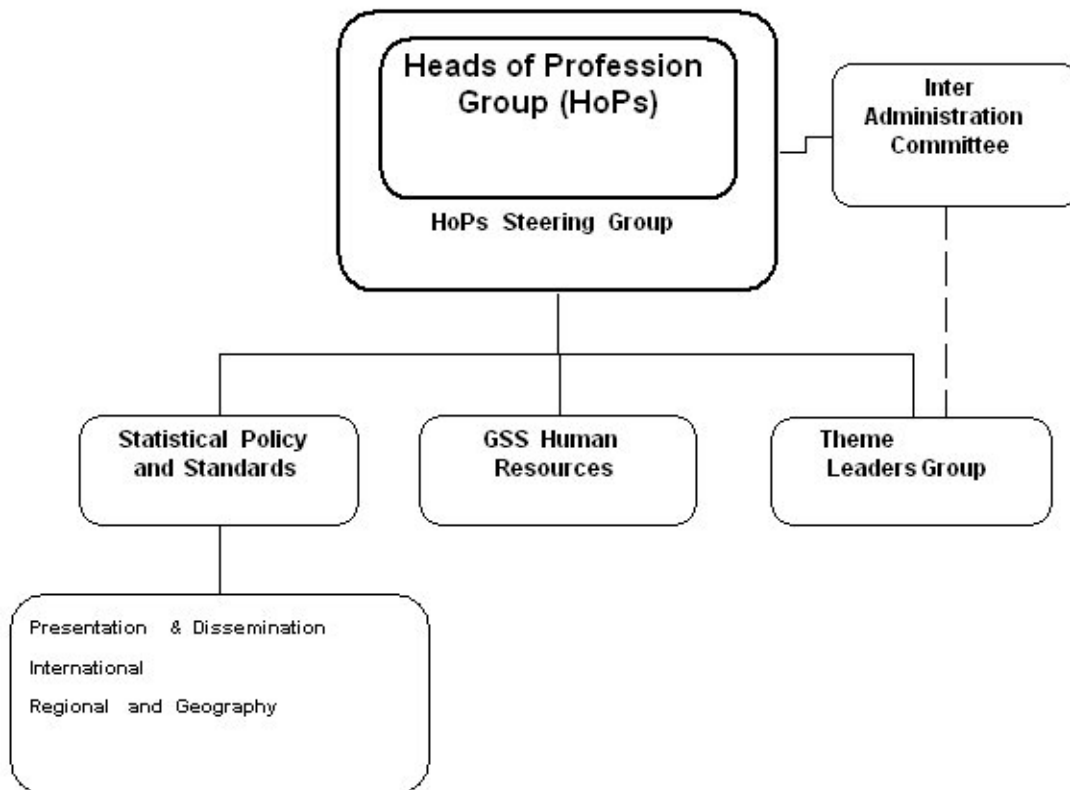 Heads of Profession
Group (HoPs)
HoPs Steering Group
Inter
Administration
Committee
Statistical Policy
and Standards
GSS Human
Resources
Theme
Leaders Group
Presentation & Dissemination
International
Regional and Geography